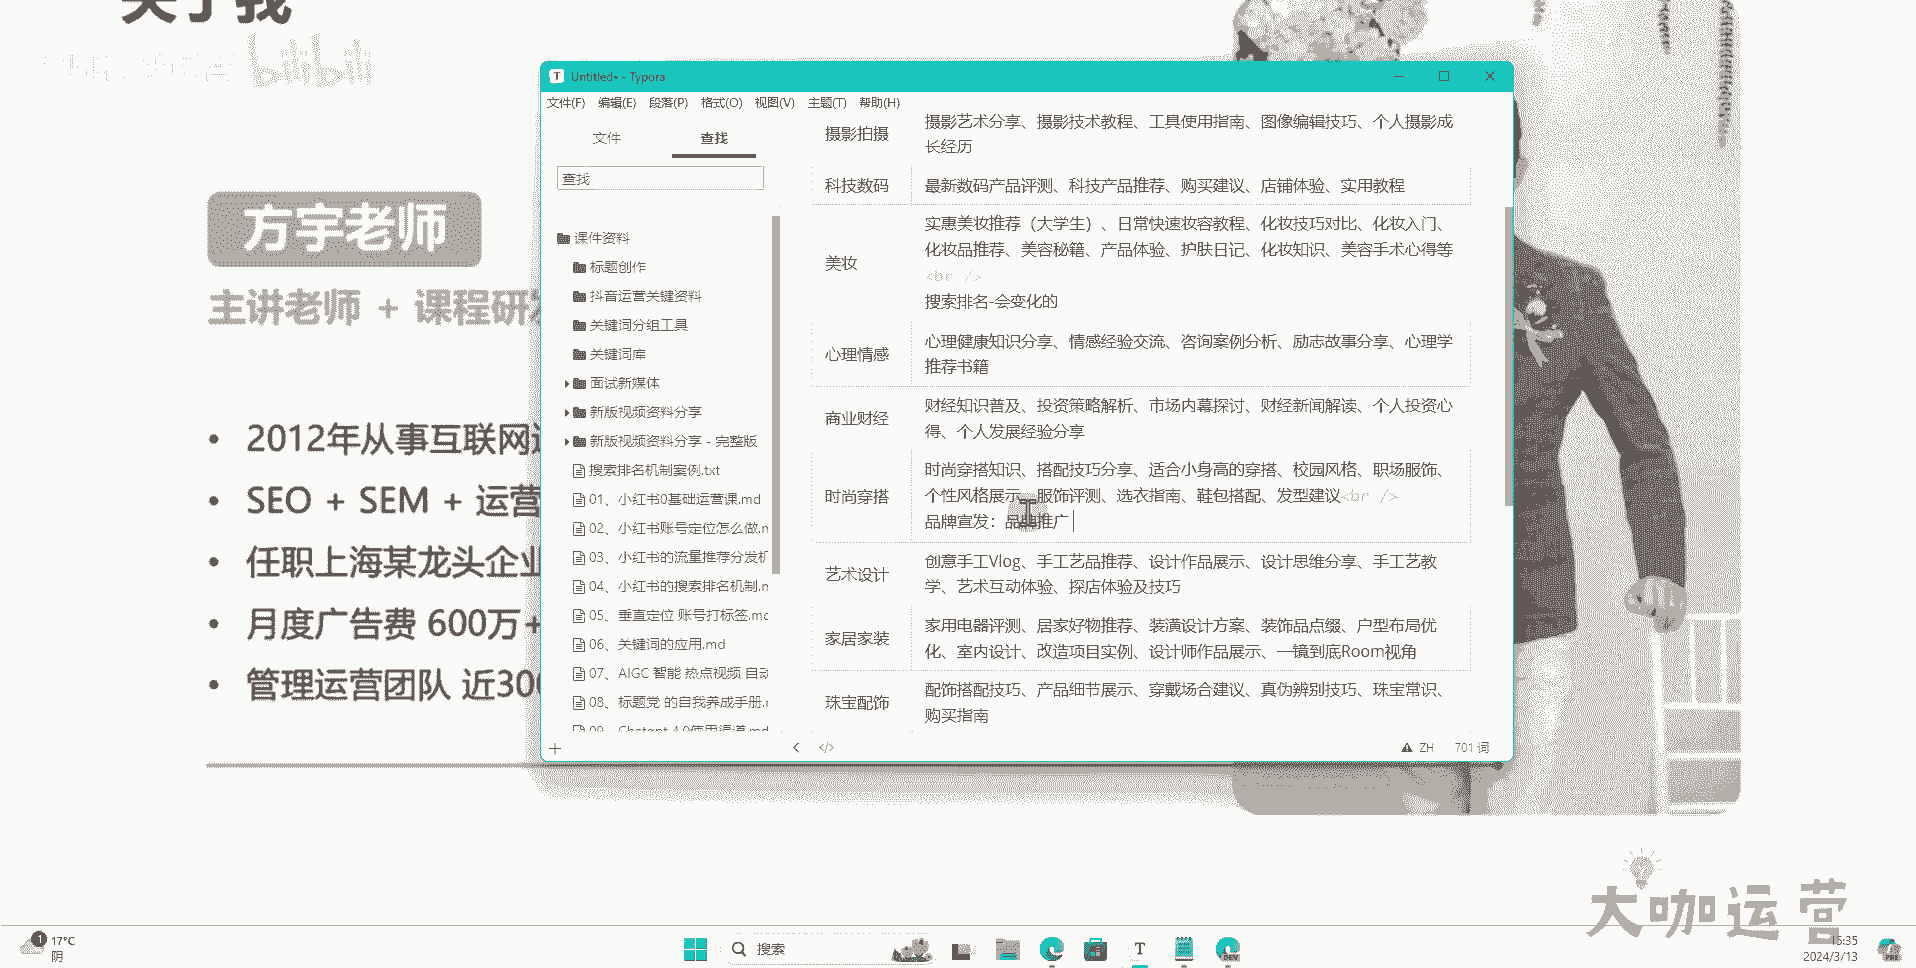 关于我
bilibili
方宇老师
主讲老师 + 课程研发
2012年从事互联网
SEO + SEM + 运营
任职上海某龙头企业
月度广告费 600万+
管理运营团队 近300
Untitled• - Typora
文件(F) 编辑(E) 段落(P) 格式(O) 视图(V) 主题(T) 帮助(H)
文件 查找
查找
课件资料
标题创作
抖音运营关键资料
关键词分组工具
关键词库
面试新媒体
新版视频资料分享
新版视频资料分享 - 完整版
搜索排名机制案例.txt
01、小红书0基础运营课.md
02、小红书账号定位怎么做.m
03、小红书的流量推荐分发机
04、小红书的搜索排名机制.m
05、垂直定位 账号打标签.md
06、关键词的应用.md
07、AIGC 智能 热点视频 自动
08、标题党 的自我养成手册.m
09、Chatgpt 4.0使用渠道.md
摄影拍摄
摄影艺术分享、摄影技术教程、工具使用指南、图像编辑技巧、个人摄影成
长经历
科技数码
最新数码产品评测、科技产品推荐、购买建议、店铺体验、实用教程
美妆
实惠美妆推荐（大学生）、日常快速妆容教程、化妆技巧对比、化妆入门、
化妆品推荐、美容秘籍、产品体验、护肤日记、化妆知识、美容手术心得等
<br />
搜索排名-会变化的
心理情感
心理健康知识分享、情感经验交流、咨询案例分析、励志故事分享、心理学
推荐书籍
商业财经
财经知识普及、投资策略解析、市场内幕探讨、财经新闻解读、个人投资心
得、个人发展经验分享
时尚穿搭
时尚穿搭知识、搭配技巧分享、适合小身高的穿搭、校园风格、职场服饰、
个性风格展示、服饰评测、选衣指南、鞋包搭配、发型建议<br />
品牌宣发：品牌推广
艺术设计
创意手工Vlog、手工艺品推荐、设计作品展示、设计思维分享、手工艺教
学、艺术互动体验、探店体验及技巧
家居家装
家用电器评测、居家好物推荐、装潢设计方案、装饰品点缀、户型布局优
化、室内设计、改造项目实例、设计师作品展示、一镜到底Room视角
珠宝配饰
配饰搭配技巧、产品细节展示、穿戴场合建议、真伪辨别技巧、珠宝常识、
购买指南
ZH 701 词
大咖运营
1 17°C
阴
搜索
T
DEV
15:35
2024/3/13
PRE